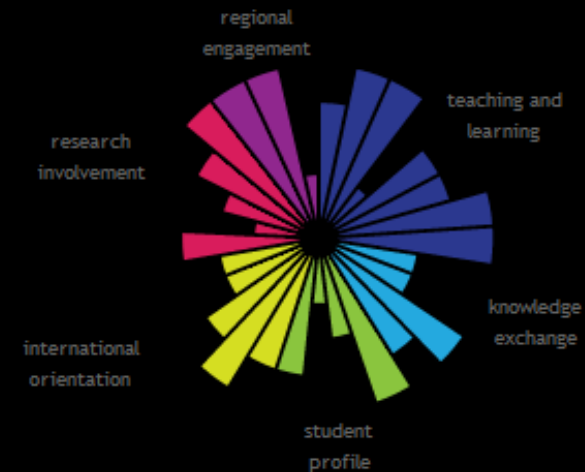 regional
engagement
teaching and
learning
research
involvement
knowledge
exchange
international
orientation
student
profile